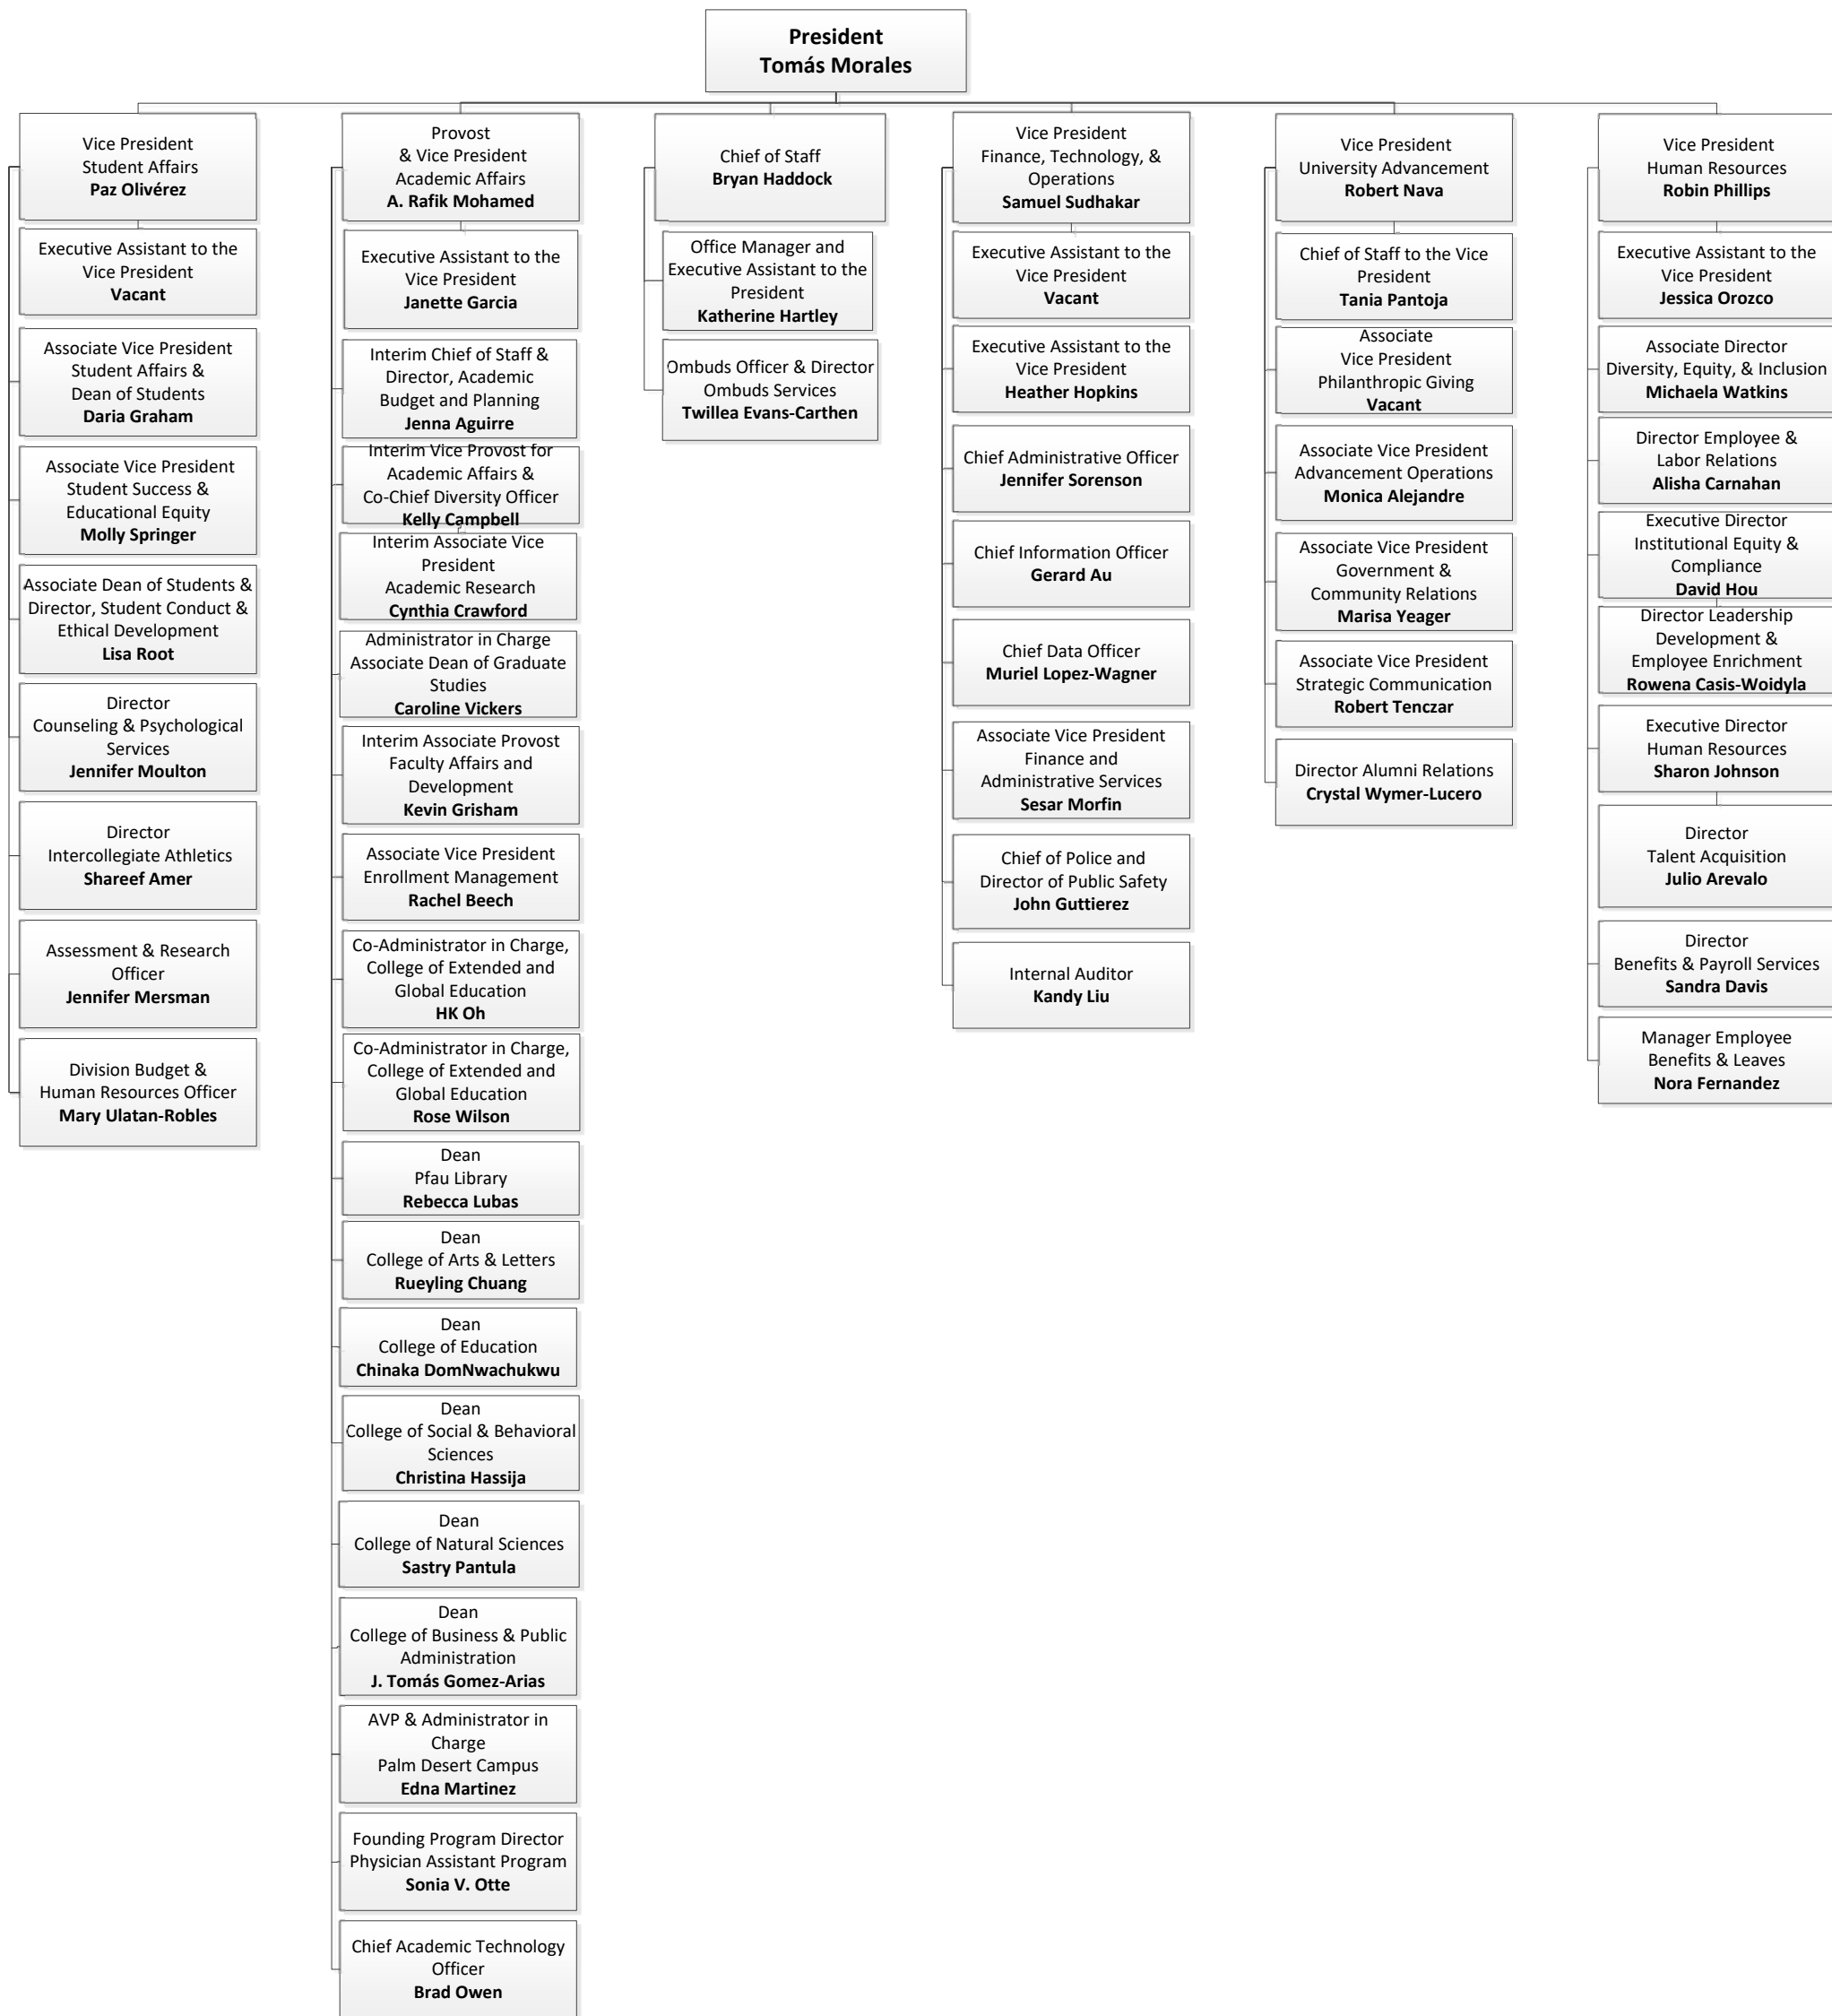 President
Tomás Morales
Vice President
Student Affairs
Paz Olivérez
Executive Assistant to the
Vice President
Vacant
Associate Vice President
Student Affairs &
Dean of Students
Daria Graham
Associate Vice President
Student Success &
Educational Equity
Molly Springer
Associate Dean of Students &
Director, Student Conduct &
Ethical Development
Lisa Root
Director
Counseling & Psychological
Services
Jennifer Moulton
Director
Intercollegiate Athletics
Shareef Amer
Assessment & Research
Officer
Jennifer Mersman
Division Budget &
Human Resources Officer
Mary Ulatan-Robles
Provost
& Vice President
Academic Affairs
A. Rafik Mohamed
Executive Assistant to the
Vice President
Janette Garcia
Interim Chief of Staff &
Director, Academic
Budget and Planning
Jenna Aguirre
Interim Vice Provost for
Academic Affairs &
Co-Chief Diversity Officer
Kelly Campbell
Interim Associate Vice
President
Academic Research
Cynthia Crawford
Administrator in Charge
Associate Dean of Graduate
Studies
Caroline Vickers
Interim Associate Provost
Faculty Affairs and
Development
Kevin Grisham
Associate Vice President
Enrollment Management
Rachel Beech
Co-Administrator in Charge,
College of Extended and
Global Education
HK Oh
Co-Administrator in Charge,
College of Extended and
Global Education
Rose Wilson
Dean
Pfau Library
Rebecca Lubas
Dean
College of Arts & Letters
Rueyling Chuang
Dean
College of Education
Chinaka DomNwachukwu
Dean
College of Social & Behavioral
Sciences
Christina Hassija
Dean
College of Natural Sciences
Sastry Pantula
Dean
College of Business & Public
Administration
J. Tomás Gomez-Arias
AVP & Administrator in
Charge
Palm Desert Campus
Edna Martinez
Founding Program Director
Physician Assistant Program
Sonia V. Otte
Chief Academic Technology
Officer
Brad Owen
Chief of Staff
Bryan Haddock
Office Manager and
Executive Assistant to the
President
Katherine Hartley
Ombuds Officer & Director
Ombuds Services
Twillea Evans-Carthen
Vice President
Finance, Technology, &
Operations
Samuel Sudhakar
Executive Assistant to the
Vice President
Vacant
Executive Assistant to the
Vice President
Heather Hopkins
Chief Administrative Officer
Jennifer Sorenson
Chief Information Officer
Gerard Au
Chief Data Officer
Muriel Lopez-Wagner
Associate Vice President
Finance and
Administrative Services
Sesar Morfin
Chief of Police and
Director of Public Safety
John Guttierez
Internal Auditor
Kandy Liu
Vice President
University Advancement
Robert Nava
Chief of Staff to the Vice
President
Tania Pantoja
Associate
Vice President
Philanthropic Giving
Vacant
Associate Vice President
Advancement Operations
Monica Alejandre
Associate Vice President
Government &
Community Relations
Marisa Yeager
Associate Vice President
Strategic Communication
Robert Tenczar
Director Alumni Relations
Crystal Wymer-Lucero
Vice President
Human Resources
Robin Phillips
Executive Assistant to the
Vice President
Jessica Orozco
Associate Director
Diversity, Equity, & Inclusion
Michaela Watkins
Director Employee &
Labor Relations
Alisha Carnahan
Executive Director
Institutional Equity &
Compliance
David Hou
Director Leadership
Development &
Employee Enrichment
Rowena Casis-Woidyla
Executive Director
Human Resources
Sharon Johnson
Director
Talent Acquisition
Julio Arevalo
Director
Benefits & Payroll Services
Sandra Davis
Manager Employee
Benefits & Leaves
Nora Fernandez